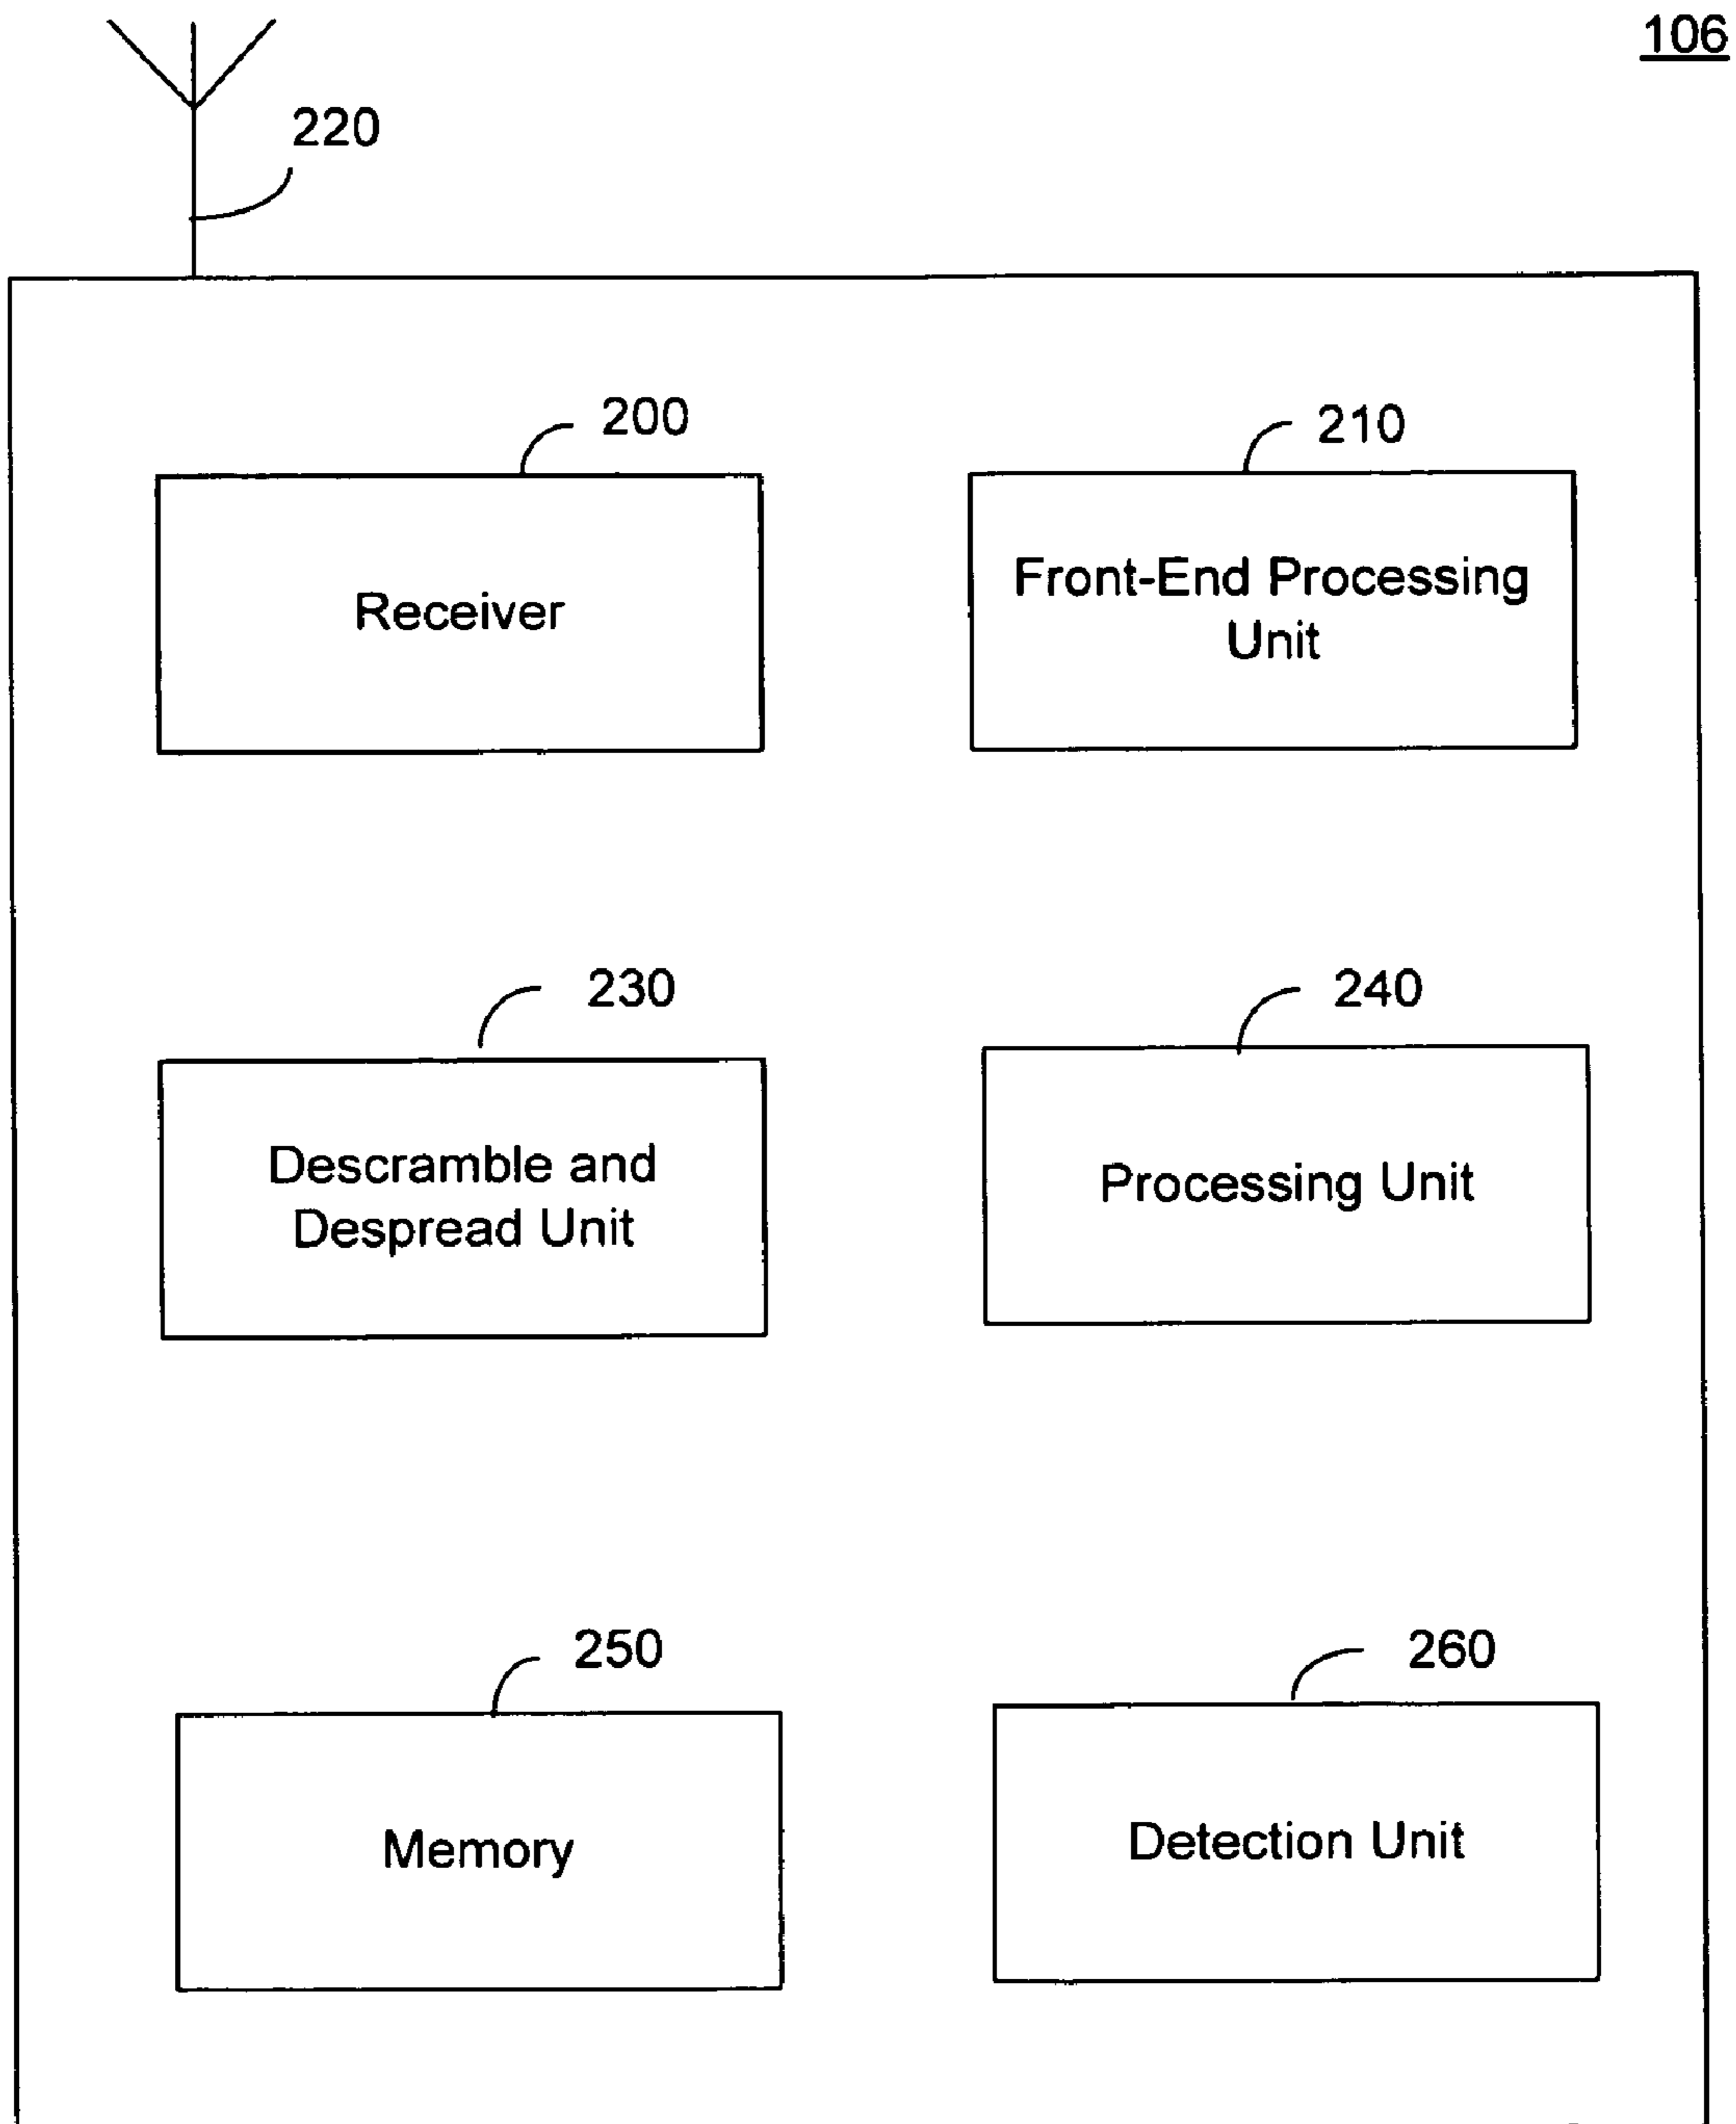 106
220
200
210
Receiver
Front-End Processing
Unit
230
240
Descramble and
Despread Unit
Processing Unit
250
260
Memory
Detection Unit